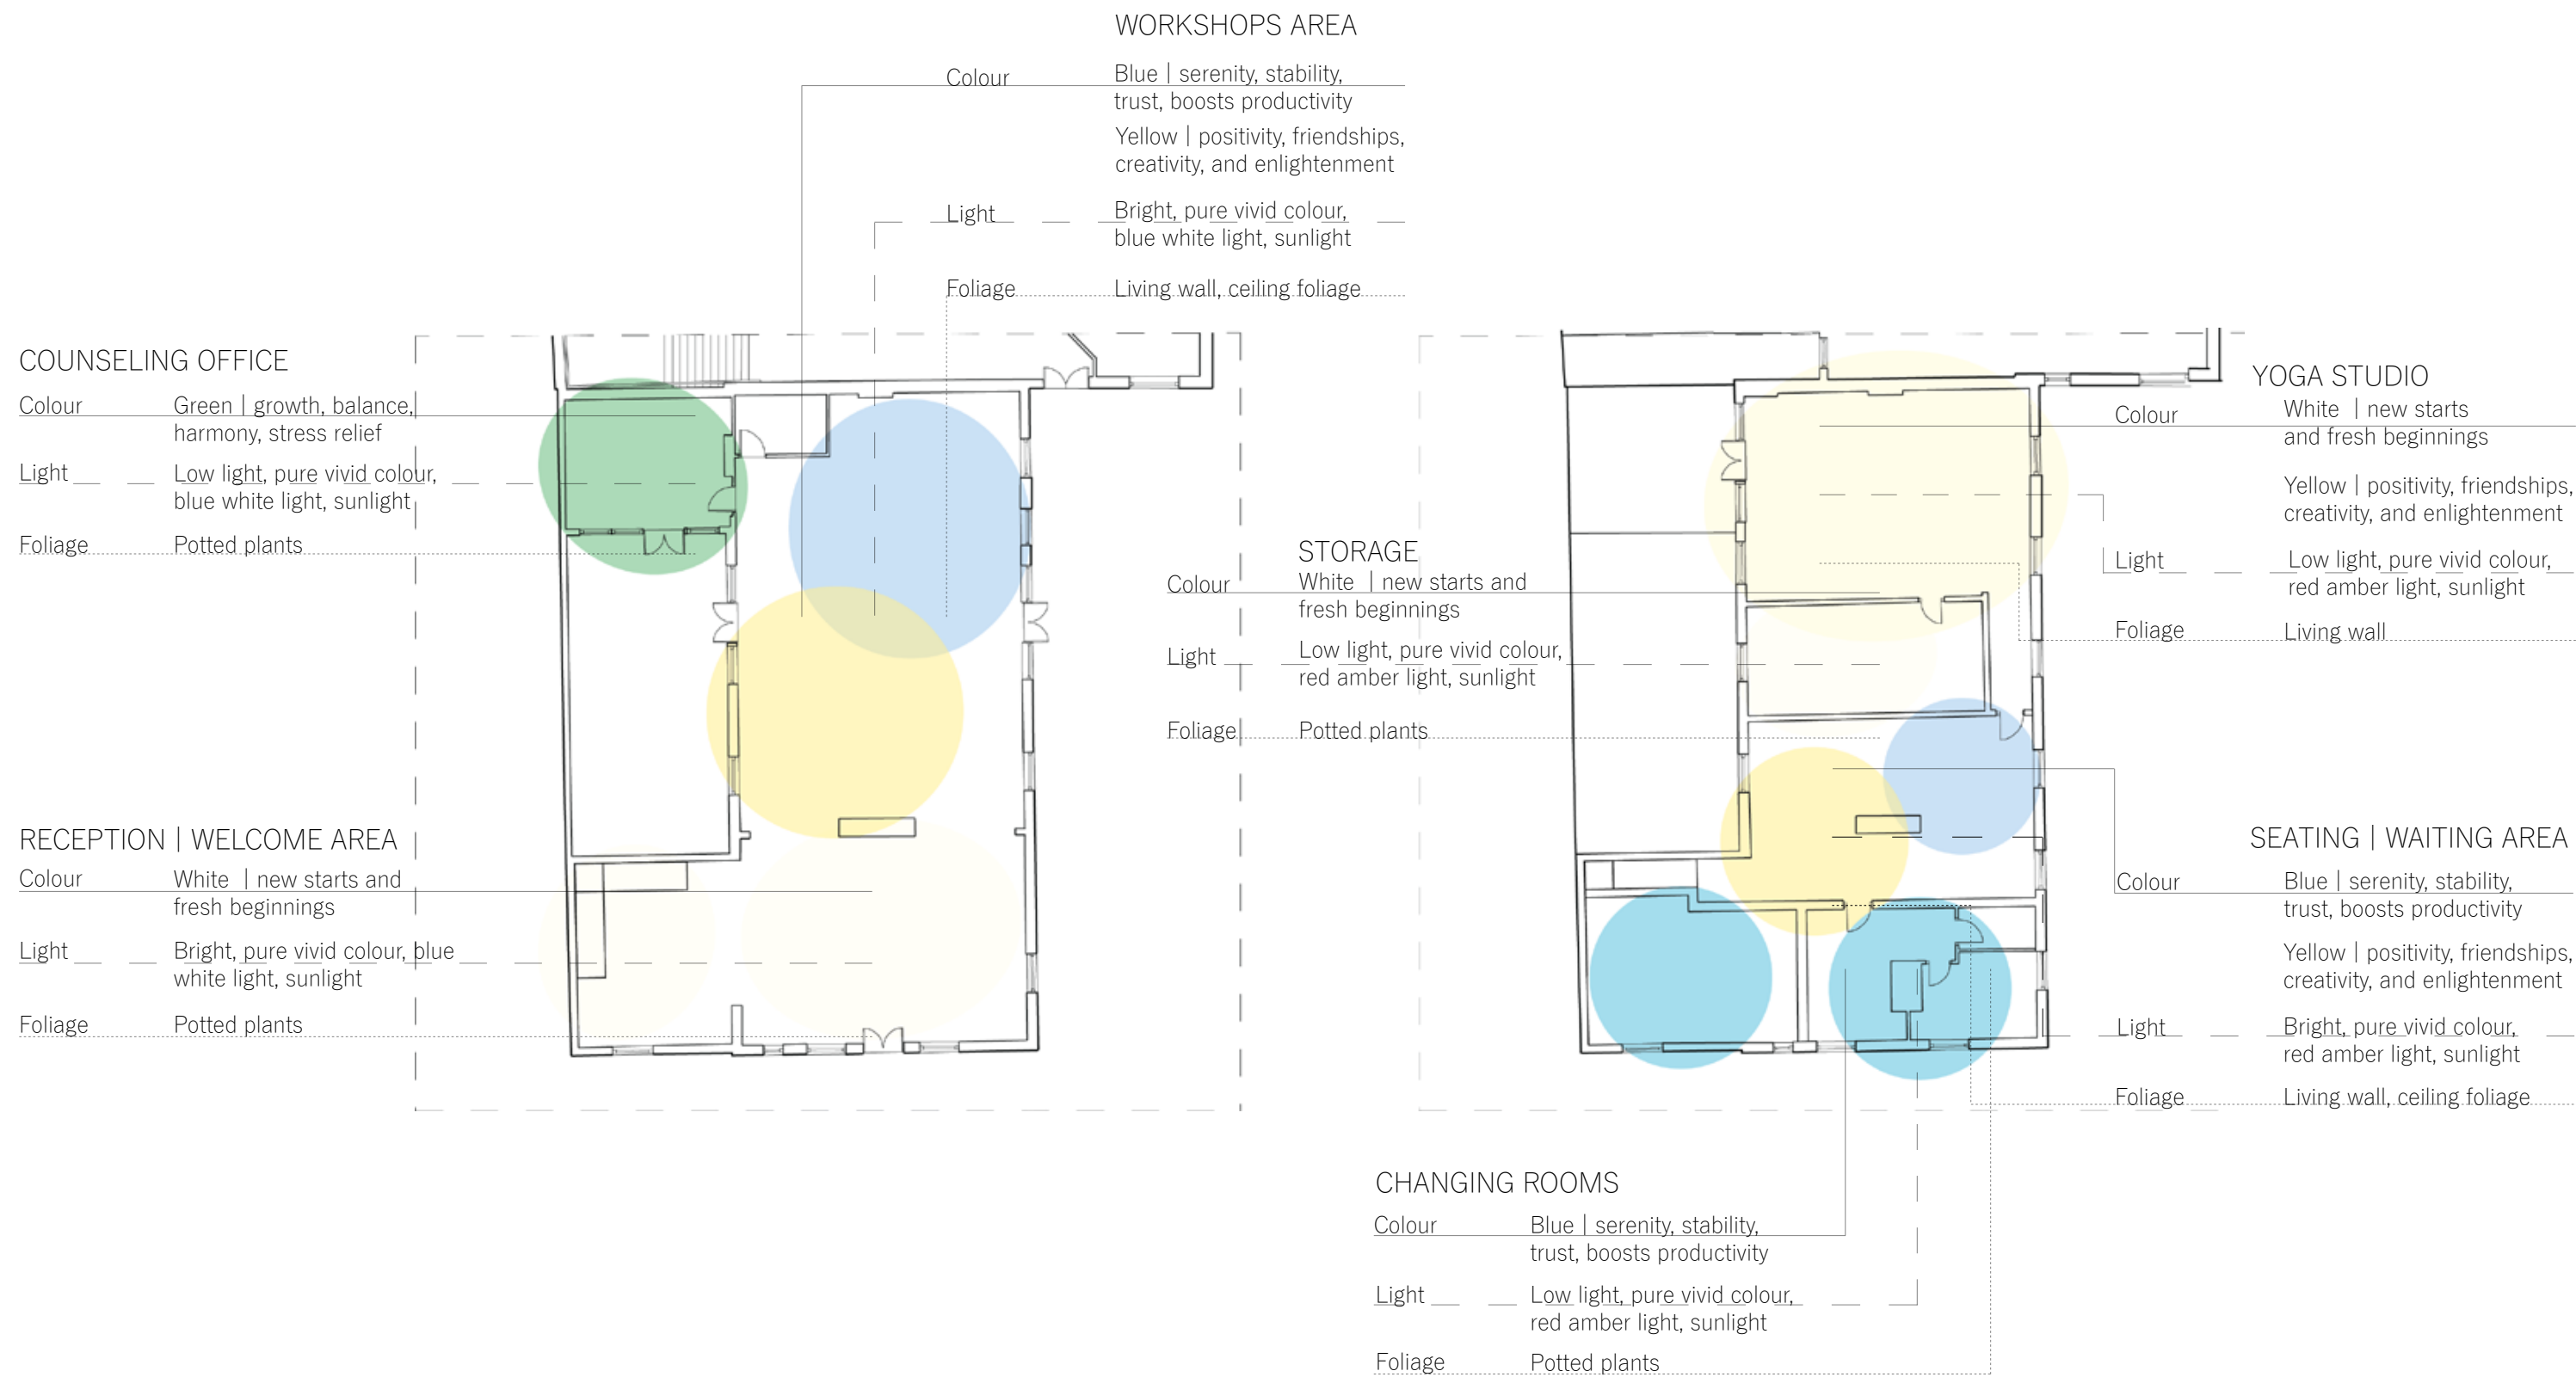 WORKSHOPS AREA
Colour
Blue | serenity, stability,
trust, boosts productivity
Yellow | positivity, friendships,
creativity, and enlightenment
Light
Bright, pure vivid colour,
blue white light, sunlight
Foliage
Living wall, ceiling foliage
COUNSELING OFFICE
Colour
Green | growth, balance,
harmony, stress relief
Light
Low light, pure vivid colour,
blue white light, sunlight
Foliage
Potted plants
RECEPTION | WELCOME AREA
Colour
White | new starts and
fresh beginnings
Light
Bright, pure vivid colour, blue
white light, sunlight
Foliage
Potted plants
STORAGE
Colour
White | new starts and
fresh beginnings
Light
Low light, pure vivid colour,
red amber light, sunlight
Foliage
Potted plants
YOGA STUDIO
Colour
White | new starts
and fresh beginnings
Yellow | positivity, friendships,
creativity, and enlightenment
Light
Low light, pure vivid colour,
red amber light, sunlight
Foliage
Living wall
SEATING | WAITING AREA
Colour
Blue | serenity, stability,
trust, boosts productivity
Yellow | positivity, friendships,
creativity, and enlightenment
Light
Bright, pure vivid colour,
red amber light, sunlight
Foliage
Living wall, ceiling foliage
CHANGING ROOMS
Colour
Blue | serenity, stability,
trust, boosts productivity
Light
Low light, pure vivid colour,
red amber light, sunlight
Foliage
Potted plants